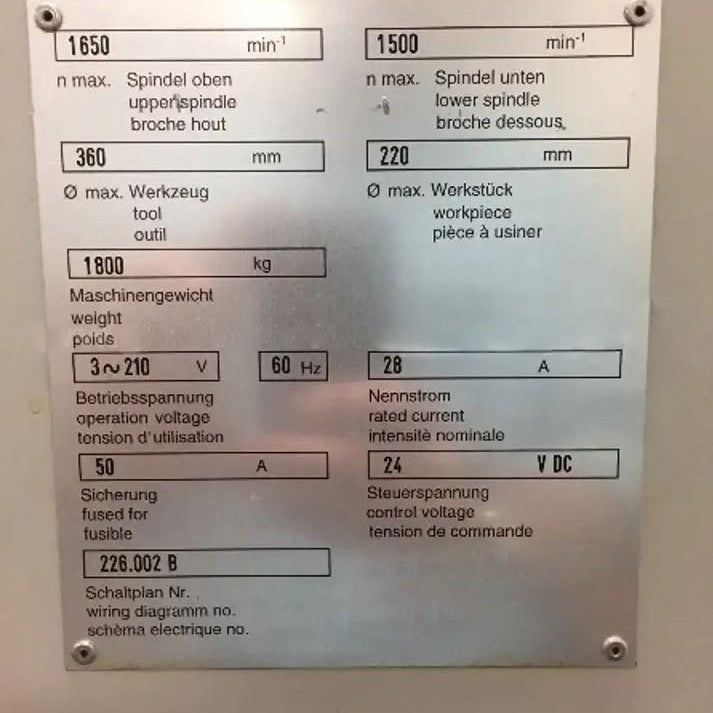 1650 min-1
n max. Spindel oben
upper spindle
broche hout
1500 min-1
n max. Spindel unten
lower spindle
broche dessous
360 mm
Ø max. Werkzeug
tool
outil
220 mm
Ø max. Werkstück
workpiece
pièce à usiner
1800 kg
Maschinengewicht
weight
poids
3~210 V 60 Hz
Betriebsspannung
operation voltage
tension d'utilisation
28 A
Nennstrom
rated current
intensitè nominale
50 A
Sicherung
fused for
fusible
24 V DC
Steuerspannung
control voltage
tension de commande
226.002 B
Schaltplan Nr.
wiring diagramm no.
schèma electrique no.